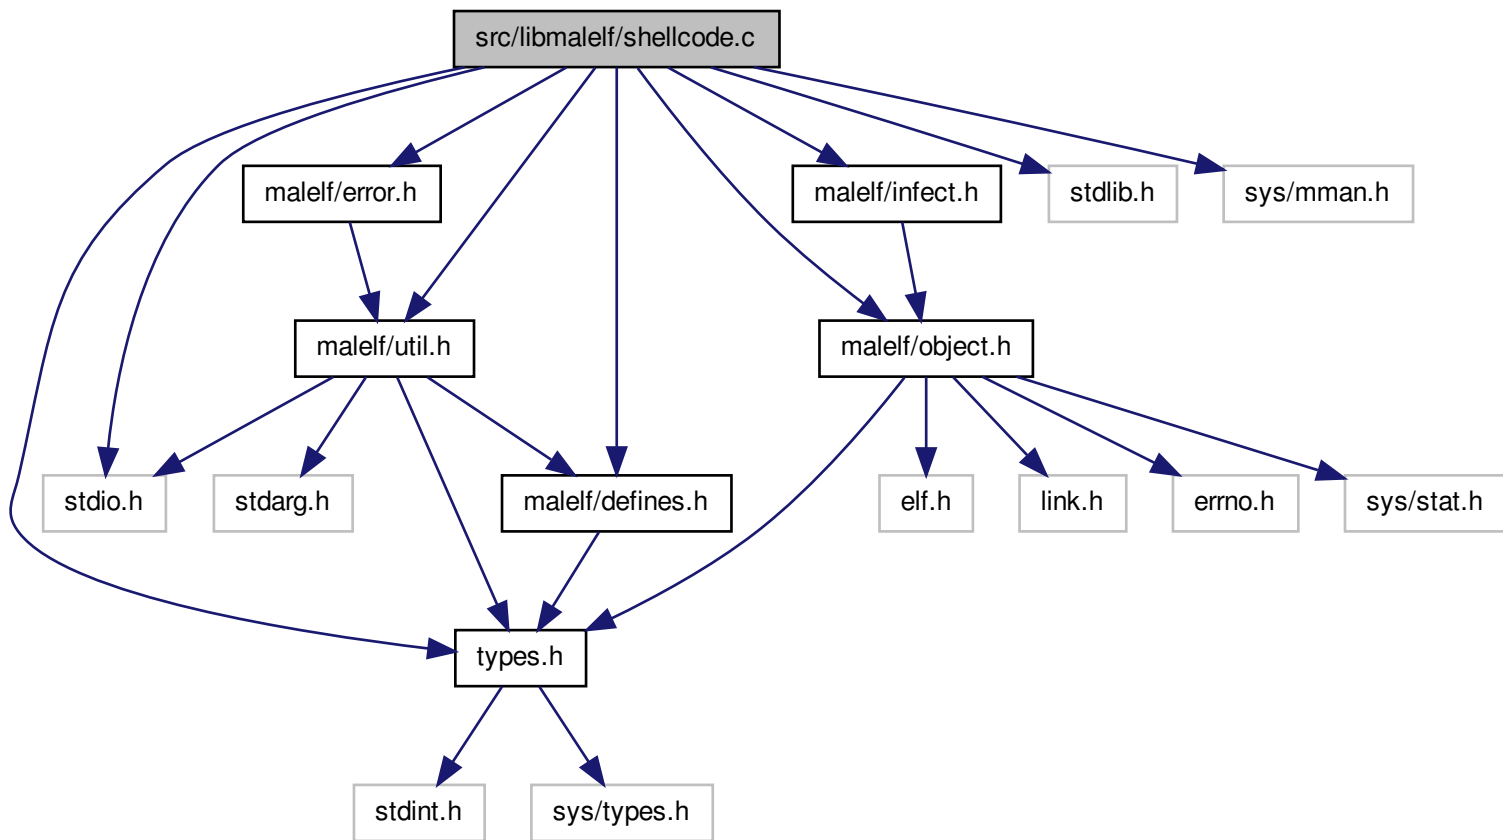 src/libmalelf/shellcode.c
malelf/error.h
malelf/infect.h
stdlib.h
sys/mman.h
malelf/util.h
malelf/object.h
stdio.h
stdarg.h
malelf/defines.h
elf.h
link.h
errno.h
sys/stat.h
types.h
stdint.h
sys/types.h